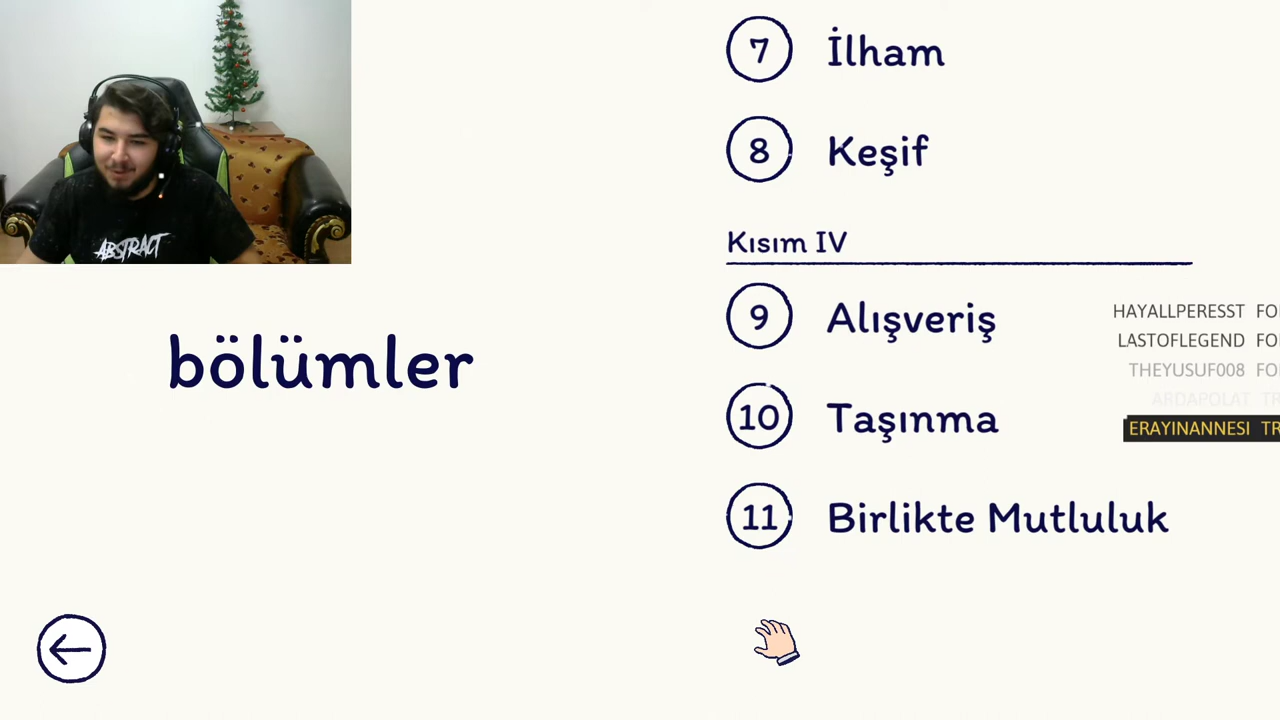 7 İlham
8 Keşif
Kısım IV
9 Alışveriş
10 Taşınma
11 Birlikte Mutluluk
bölümler
ABSTRACT
HAYALLPERESST
LASTOFLEGEND
THEYUSUF008
ARDAPOLAT
ERAYINANNESI